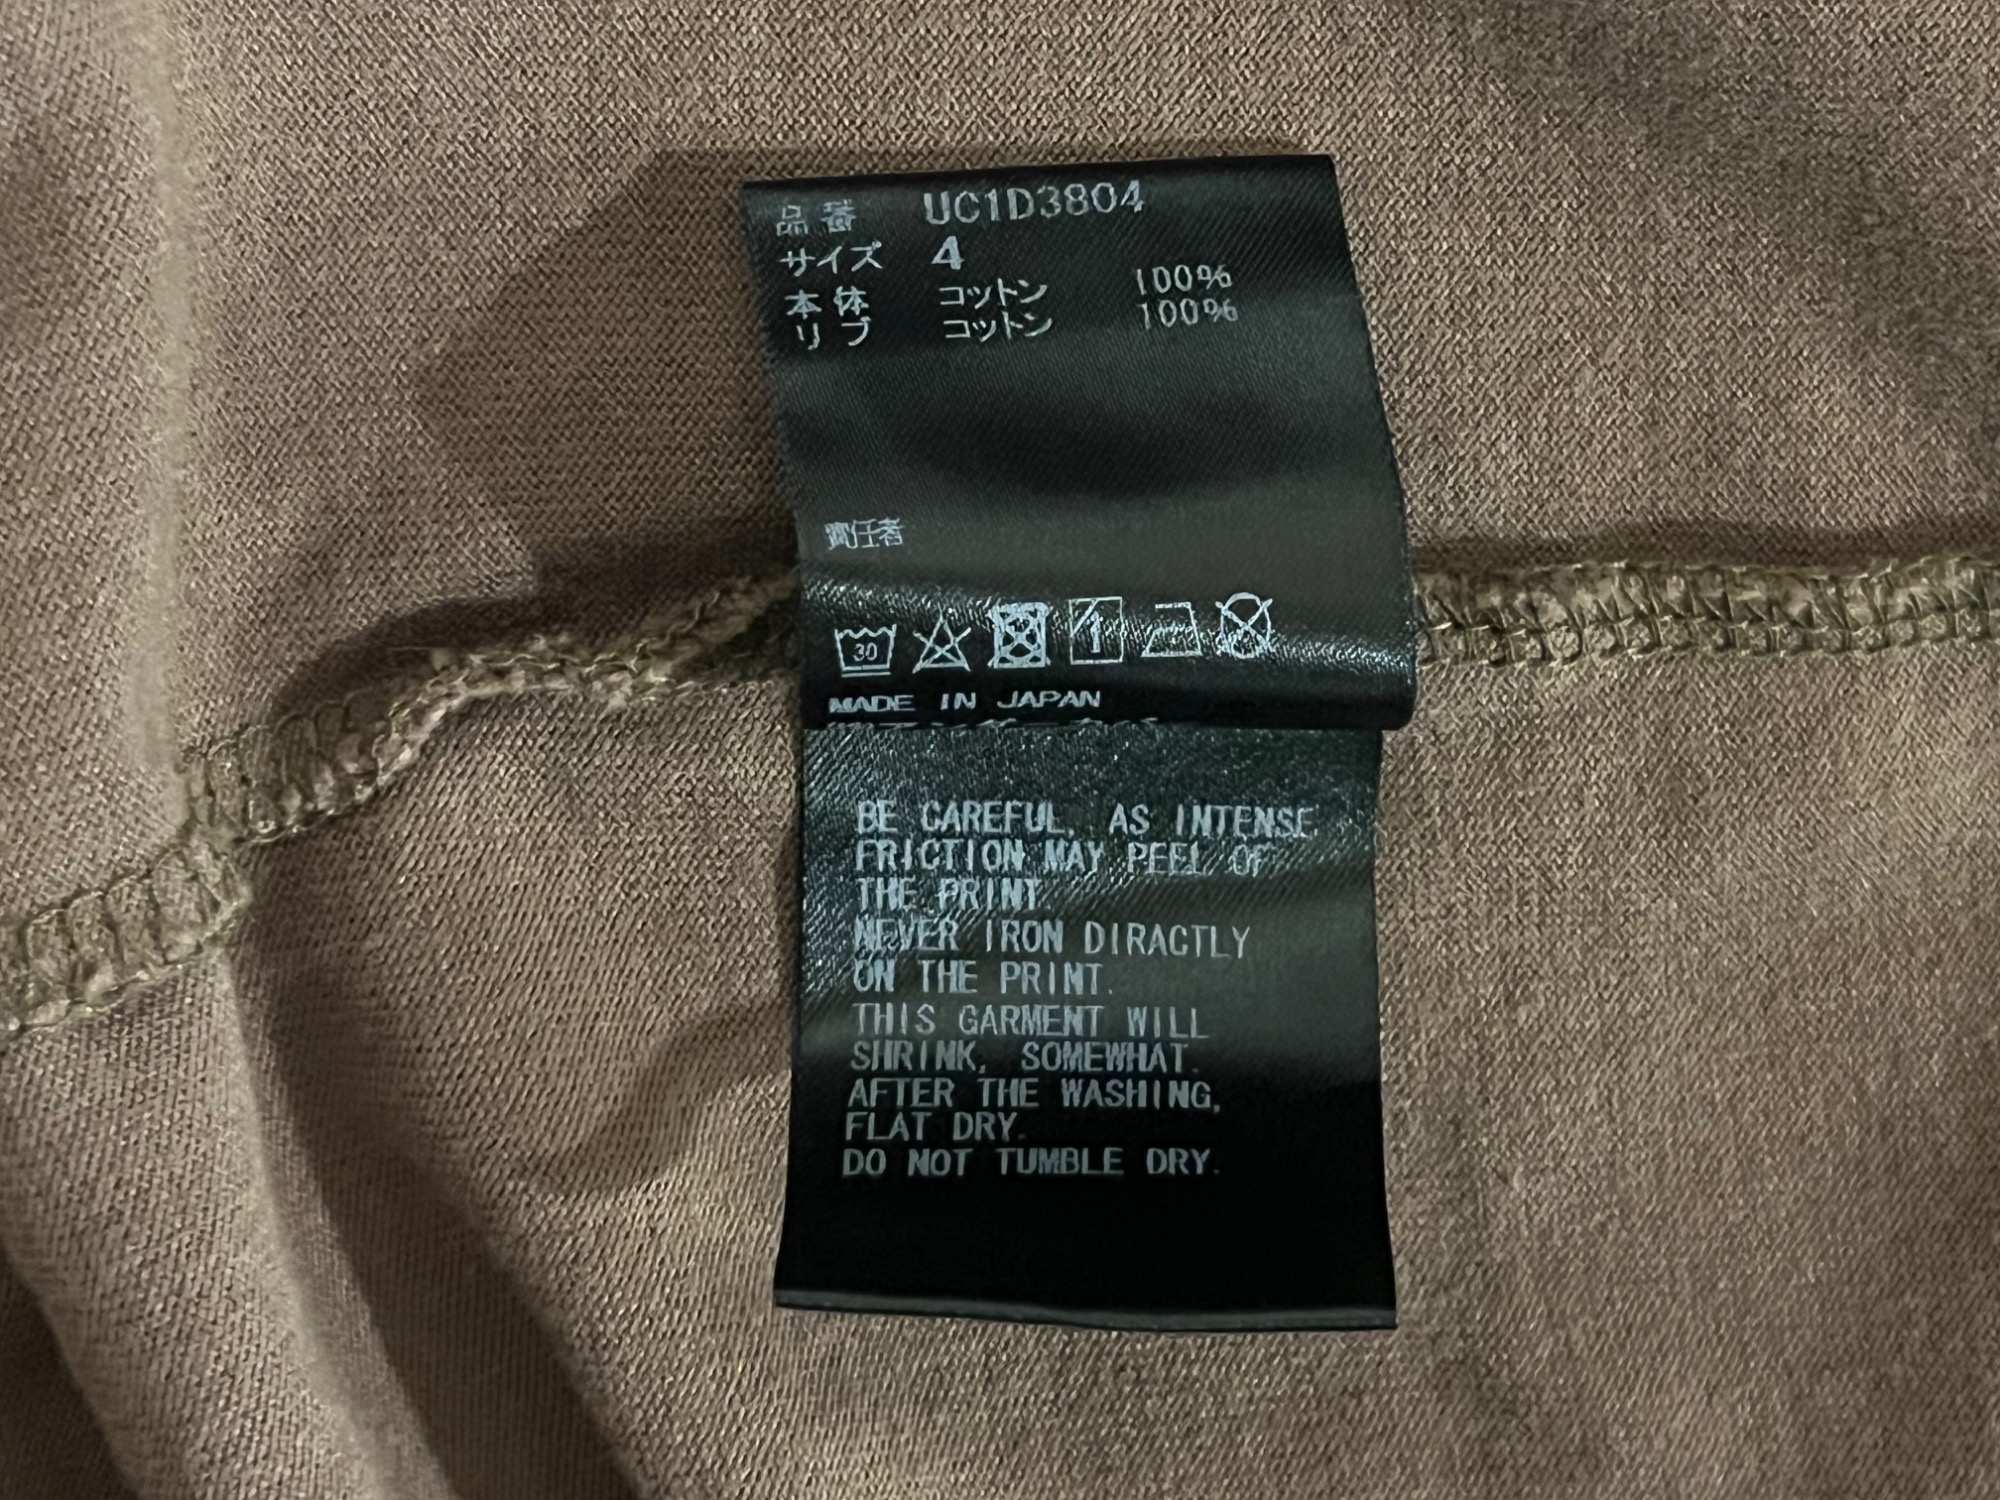 品番 UC1D3804
サイズ 4
本体 コットン 100%
リブ コットン 100%
責任者
30
1
MADE IN JAPAN
BE CAREFUL, AS INTENSE
FRICTION MAY PEEL OF
THE PRINT.
NEVER IRON DIRACTLY
ON THE PRINT.
THIS GARMENT WILL
SHRINK, SOMEWHAT.
AFTER THE WASHING,
FLAT DRY.
DO NOT TUMBLE DRY.